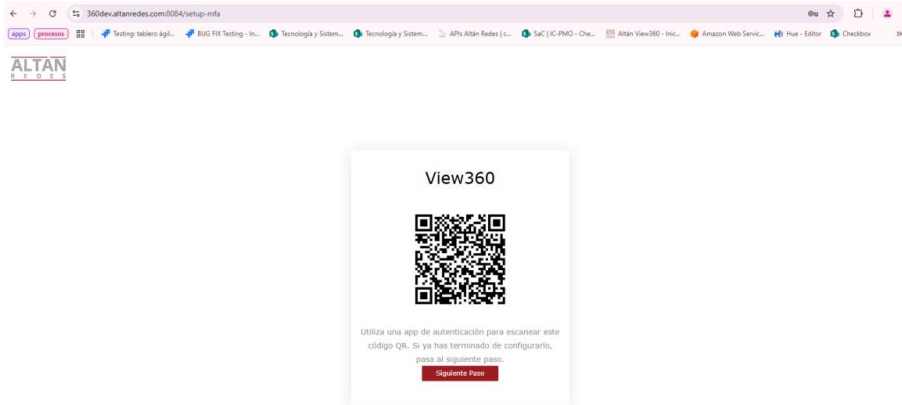 360dev.altanredes.com:8084/setup-mfa
apps procesos Testing: tablero ágil... BUG FIX Testing - In... Tecnología y Sistem... Tecnología y Sistem... APIs Altán Redes | c... SaC | IC-PMO - Che... Altán View360 - Inic... Amazon Web Servic... Hue - Editor Checkbox
ALTÁN
REDES
View360
Utiliza una app de autenticación para escanear este
código QR. Si ya has terminado de configurarlo,
pasa al siguiente paso.
Siguiente Paso